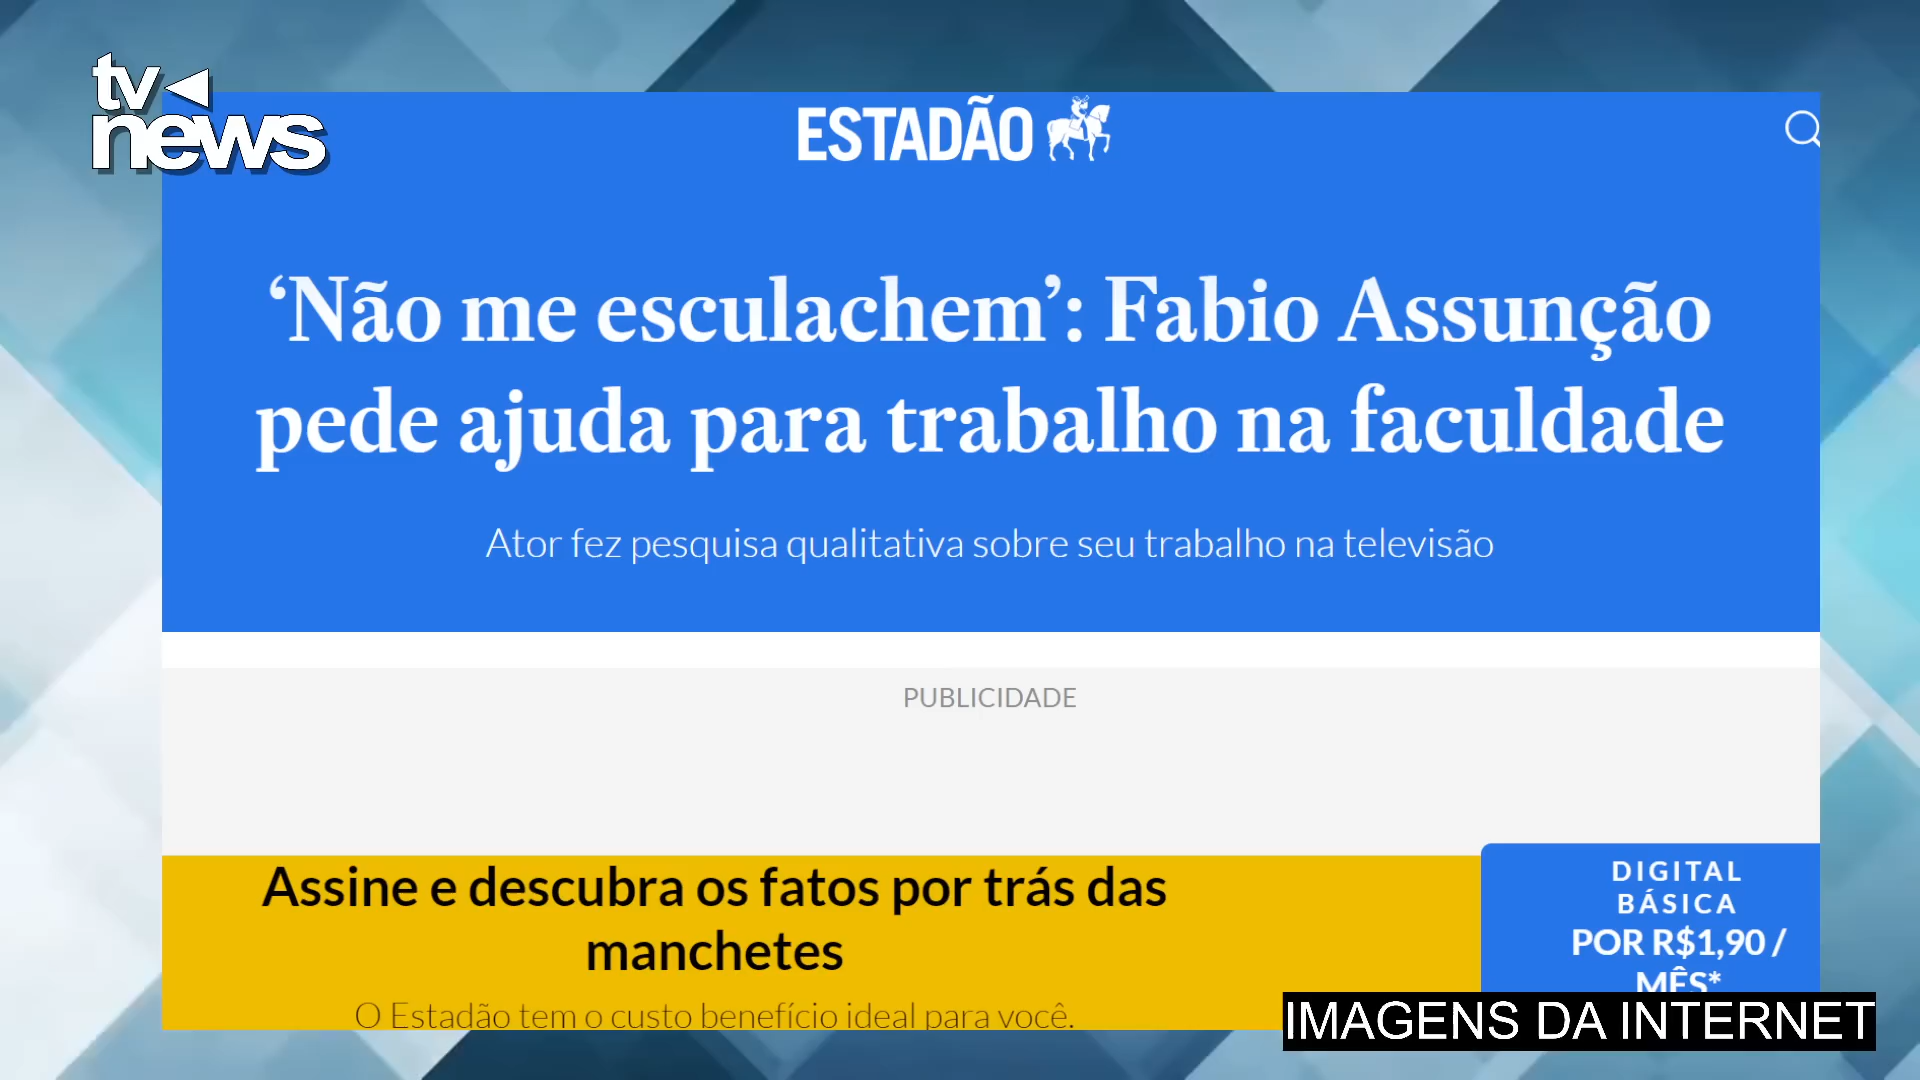 tv
news
ESTADÃO
‘Não me esculachem’: Fabio Assunção
pede ajuda para trabalho na faculdade
Ator fez pesquisa qualitativa sobre seu trabalho na televisão
PUBLICIDADE
Assine e descubra os fatos por trás das
manchetes
O Estadão tem o custo benefício ideal para você.
DIGITAL
BÁSICA
POR R$1,90 /
MÊS*
IMAGENS DA INTERNET